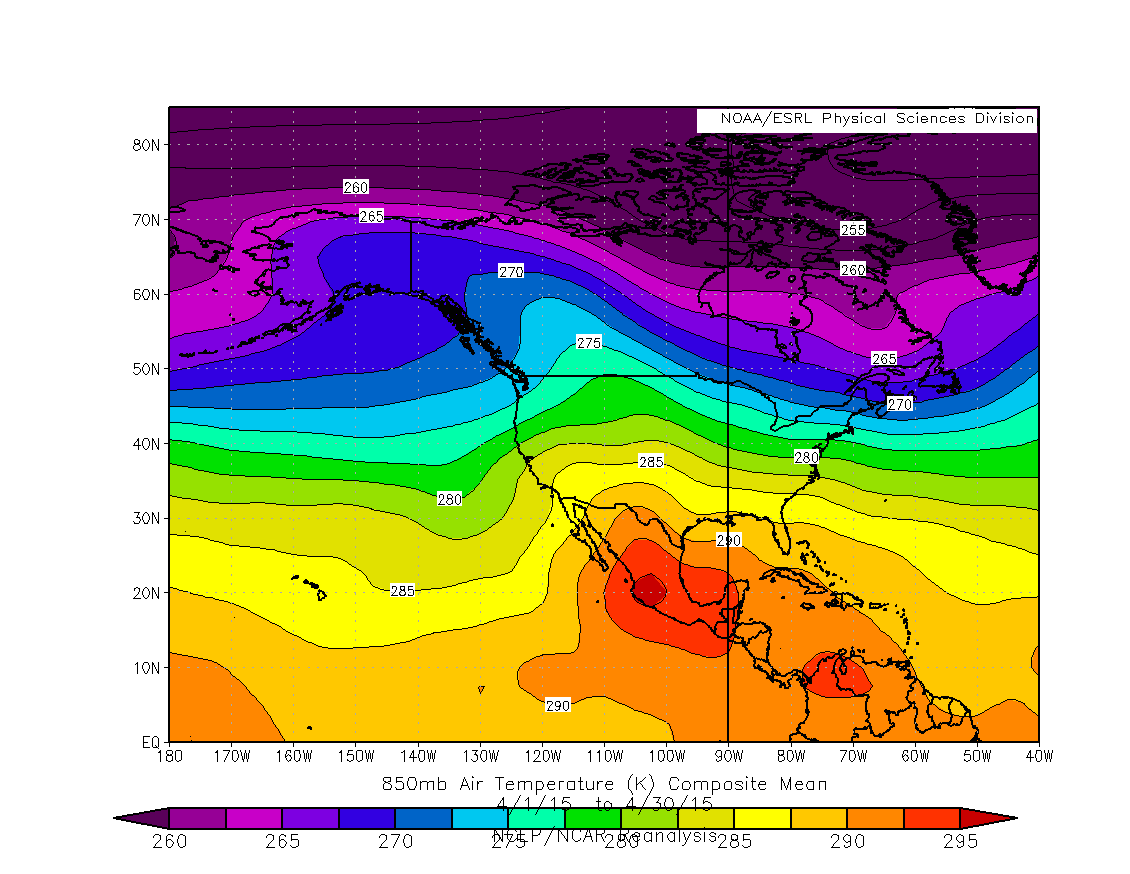 NOAA/ESRL Physical Sciences Division
80N
70N
60N
50N
40N
30N
20N
10N
EQ
260
265
270
275
280
285
290
255
260
265
270
280
285
290
180 170W 160W 150W 140W 130W 120W 110W 100W 90W 80W 70W 60W 50W 40W
850mb Air Temperature (K) Composite Mean
4/1/15 to 4/30/15
NCEP/NCAR Reanalysis
260 265 270 275 280 285 290 295